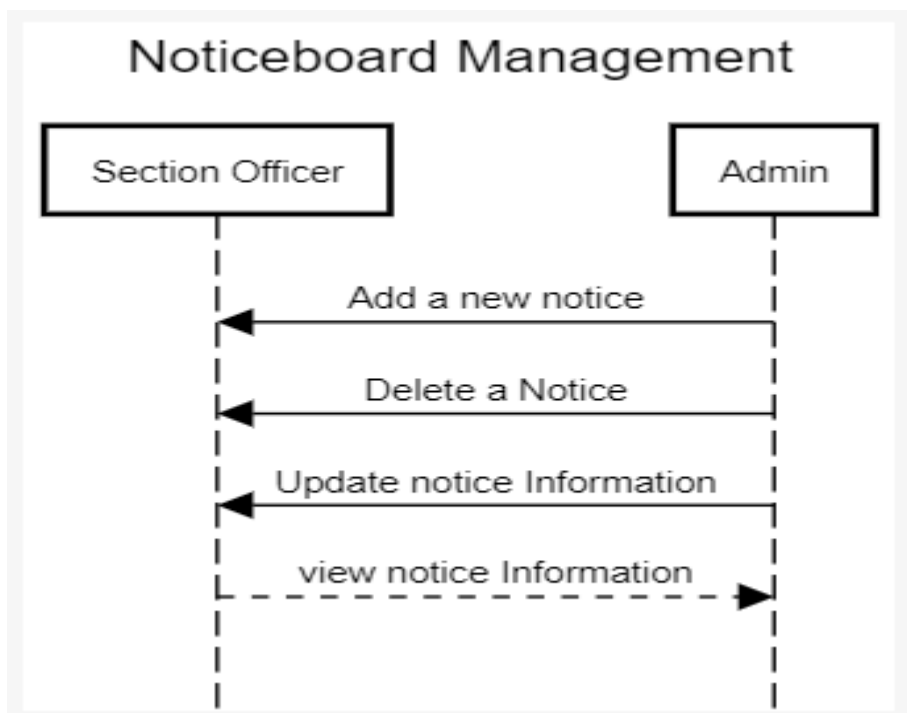 Noticeboard Management
Section Officer
Admin
Add a new notice
Delete a Notice
Update notice Information
view notice Information